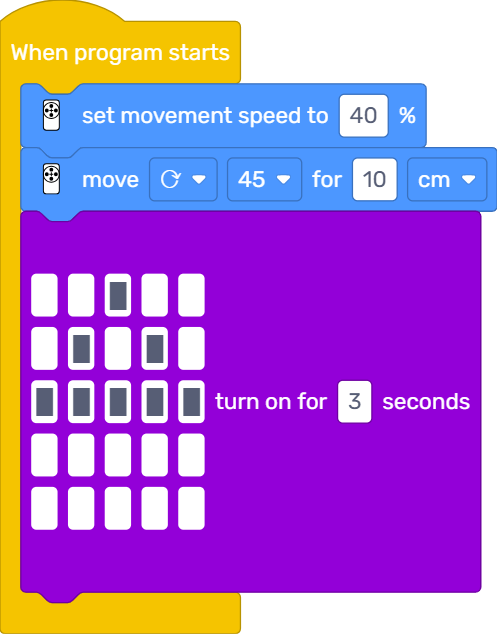 When program starts
set movement speed to 40 %
move 45 for 10 cm
turn on for 3 seconds